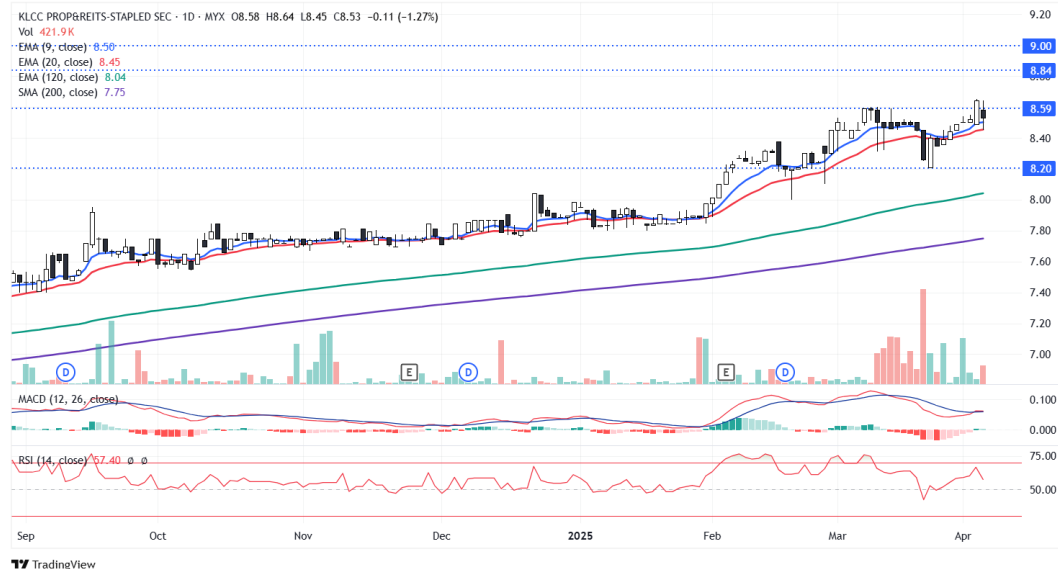 KLCC PROP&REITS-STAPLED SEC · 1D · MYX O8.58 H8.64 L8.45 C8.53 −0.11 (−1.27%)
Vol 421.9K
EMA (9, close) 8.50
EMA (20, close) 8.45
EMA (120, close) 8.04
SMA (200, close) 7.75
9.20
9.00
8.84
8.59
8.40
8.20
8.00
7.80
7.60
7.40
7.20
7.00
D E D E D
MACD (12, 26, close)
0.100
0.000
RSI (14, close) 57.40 ø ø
75.00
50.00
Sep Oct Nov Dec 2025 Feb Mar Apr
TradingView